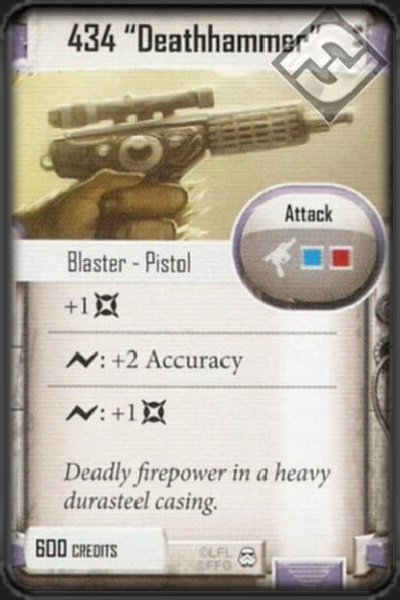 434 “Deathhammer”
Attack
Blaster - Pistol
+1
: +2 Accuracy
: +1
Deadly firepower in a heavy
durasteel casing.
600 CREDITS
©LFL
©FFG